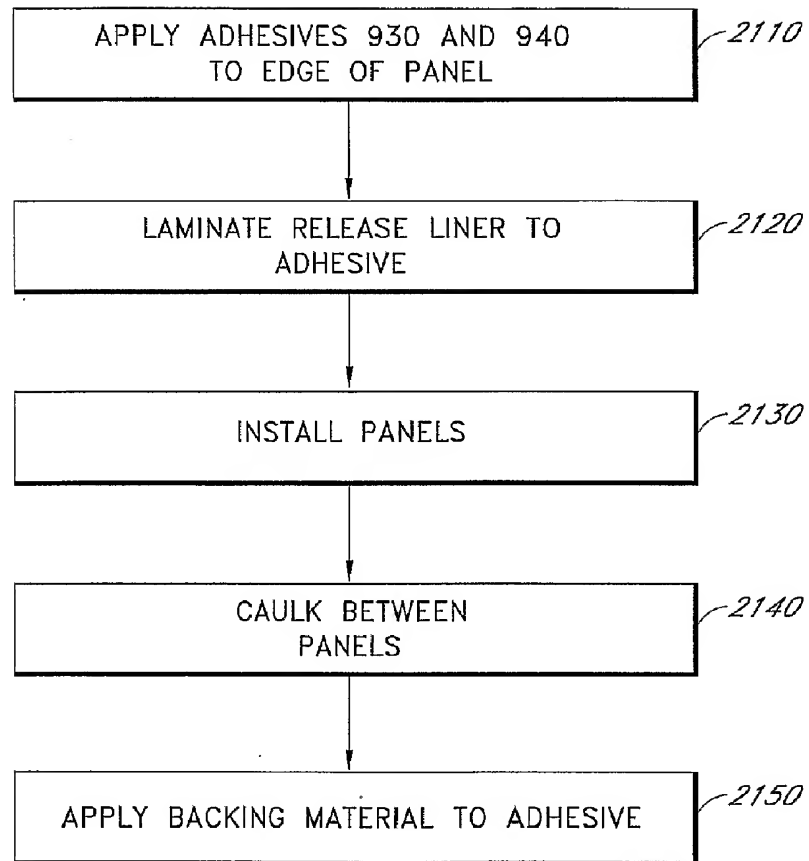 APPLY ADHESIVES 930 AND 940
TO EDGE OF PANEL
2110
LAMINATE RELEASE LINER TO
ADHESIVE
2120
INSTALL PANELS
2130
CAULK BETWEEN
PANELS
2140
APPLY BACKING MATERIAL TO ADHESIVE
2150